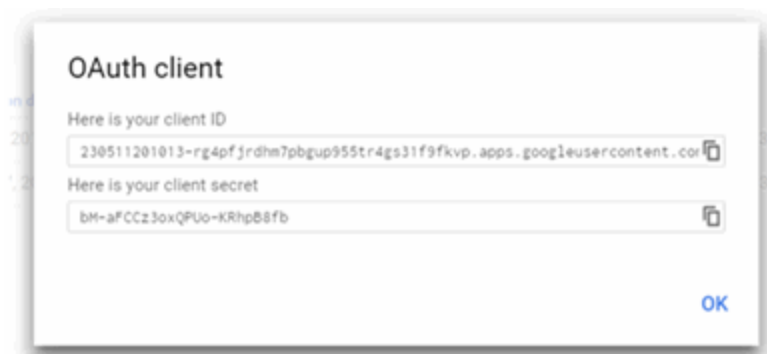 OAuth client
Here is your client ID
230511201013-rg4pfjrdhm7pbgup955tr4gs31f9fkvp.apps.googleusercontent.cor
Here is your client secret
bM-aFCCz3oxQPUo-KRhpB8fb
OK